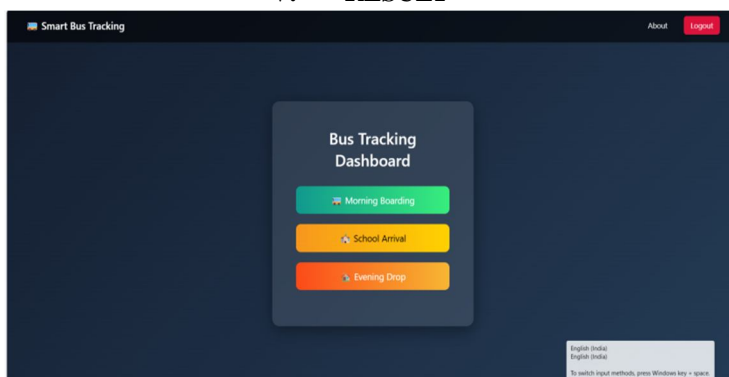 Smart Bus Tracking
About
Logout
Bus Tracking
Dashboard
Morning Boarding
School Arrival
Evening Drop
English (India)
English (India)
To switch input methods, press Windows key + space.